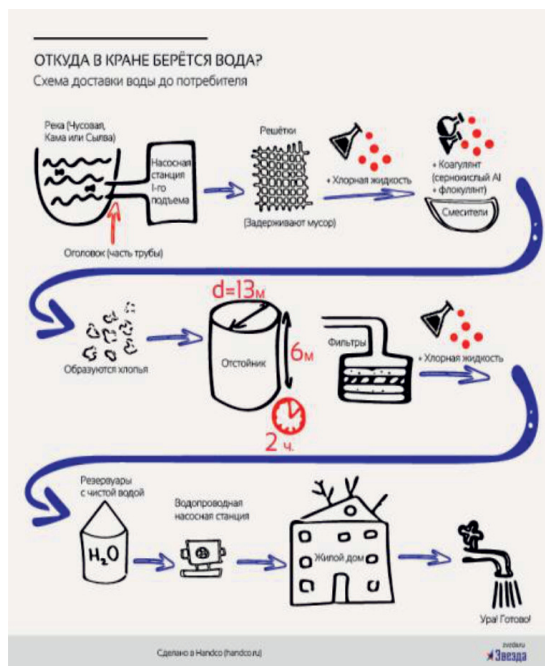 ОТКУДА В КРАНЕ БЕРЁТСЯ ВОДА?
Схема доставки воды до потребителя
Река (Чусовая,
Кама или Сылва)
Насосная
станция
I-го
подъема
Оголовок (часть трубы)
Решётки
(Задерживают мусор)
+ Хлорная жидкость
+ Коагулянт
(сернокислый Al
+ флокулянт)
Смесители
Образуются хлопья
d=13м
Отстойник
6м
2 ч.
Фильтры
+ Хлорная жидкость
Резервуары
с чистой водой
H₂O
Водопроводная
насосная станция
Жилой дом
Ура! Готово!
Сделано в Handco (handco.ru)
zvzda.ru
Звезда